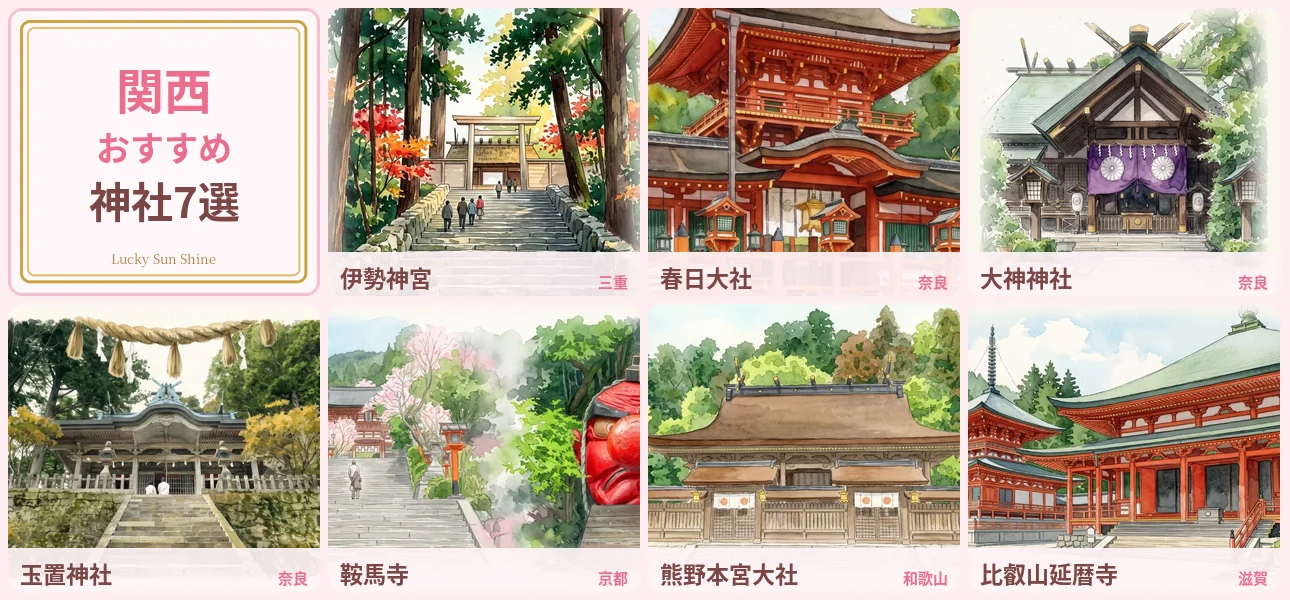 関西
おすすめ
神社7選
Lucky Sun Shine
伊勢神宮
三重
春日大社
奈良
大神神社
奈良
玉置神社
奈良
鞍馬寺
京都
熊野本宮大社
和歌山
比叡山延暦寺
滋賀